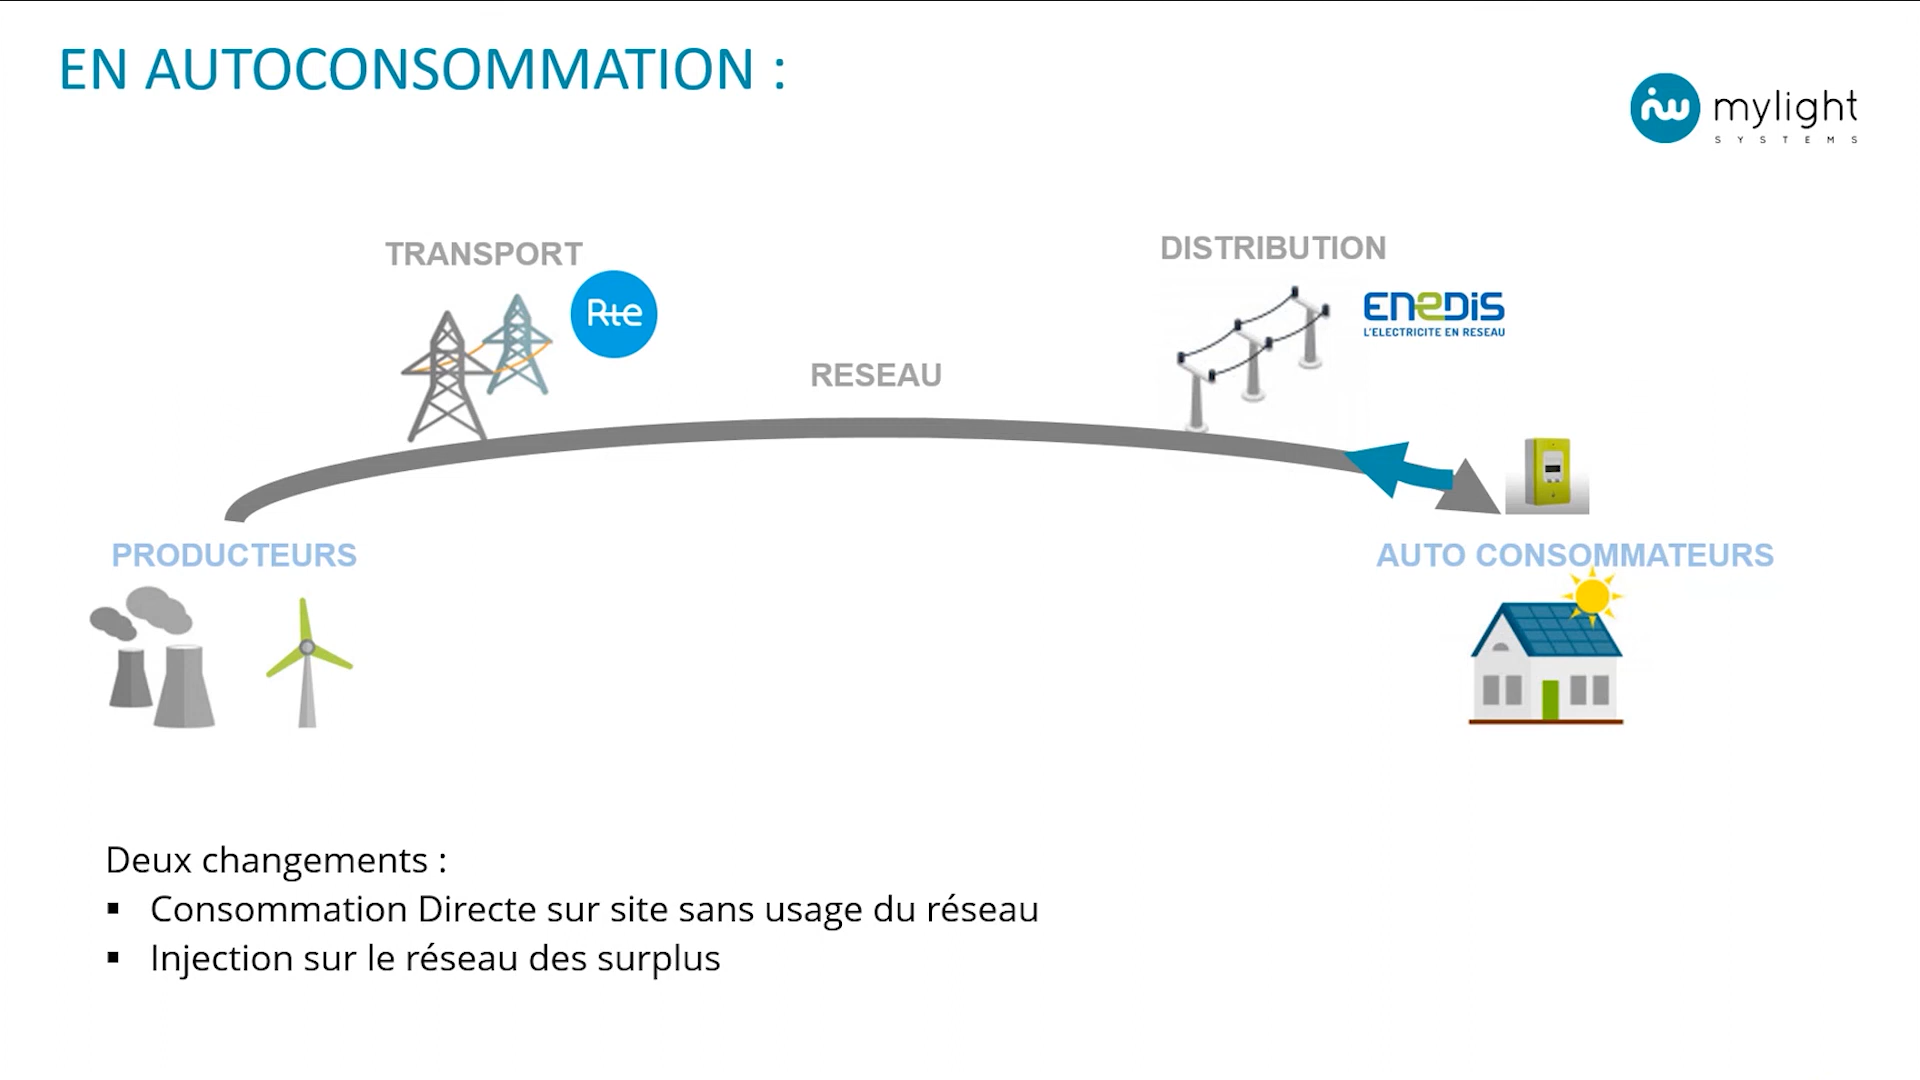 EN AUTOCONSOMMATION :
mylight
SYSTEMS
TRANSPORT
Rte
DISTRIBUTION
ENEDIS
L'ELECTRICITE EN RESEAU
RESEAU
PRODUCTEURS
AUTO CONSOMMATEURS
Deux changements :
▪ Consommation Directe sur site sans usage du réseau
▪ Injection sur le réseau des surplus